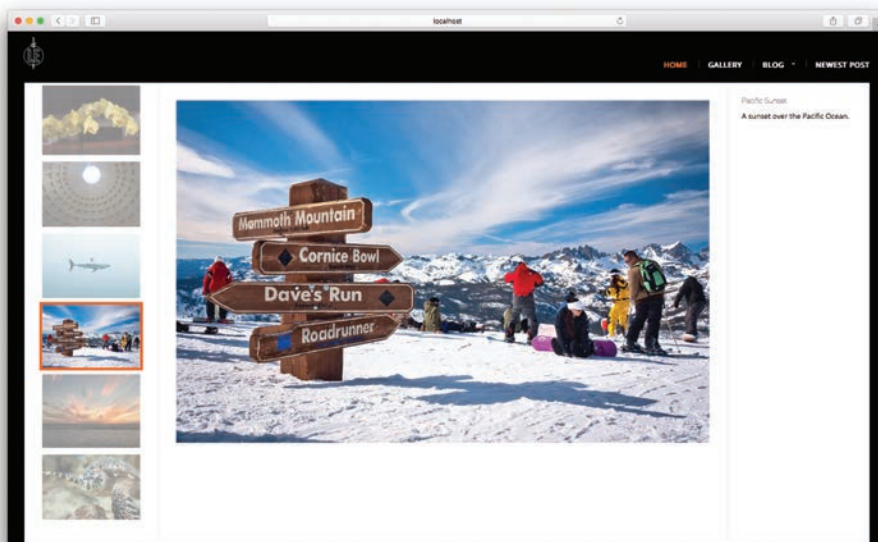 localhost
HOME GALLERY BLOG NEWEST POST
Pacific Sunset
A sunset over the Pacific Ocean.
Mammoth Mountain
Cornice Bowl
Dave's Run
Roadrunner